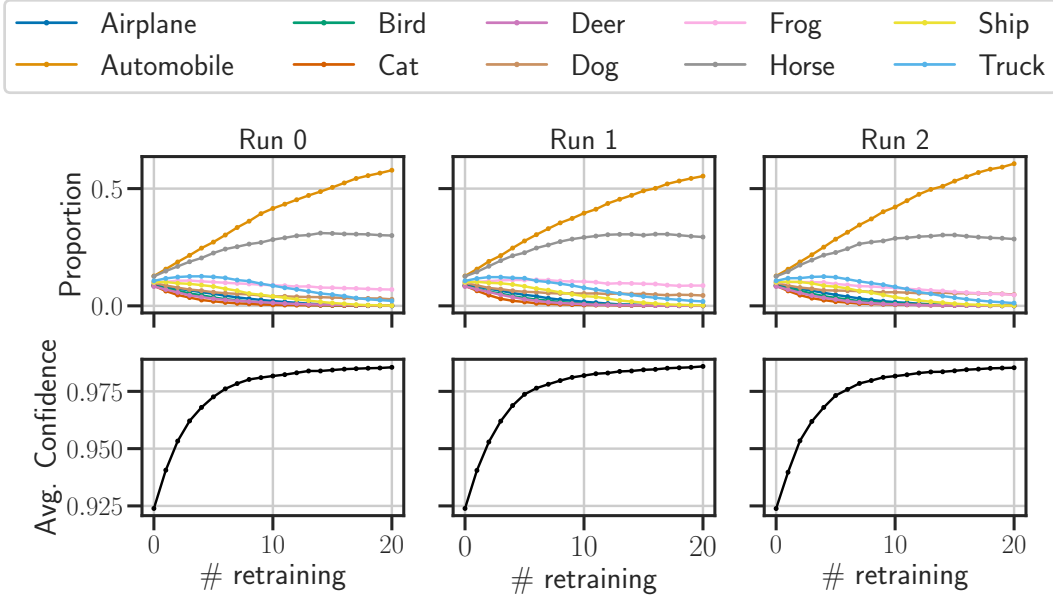 Airplane Bird Deer Frog Ship
Automobile Cat Dog Horse Truck
Run 0 Run 1 Run 2
Proportion
0.5
0.0
Avg. Confidence
0.975
0.950
0.925
0 10 20 0 10 20 0 10 20
# retraining # retraining # retraining